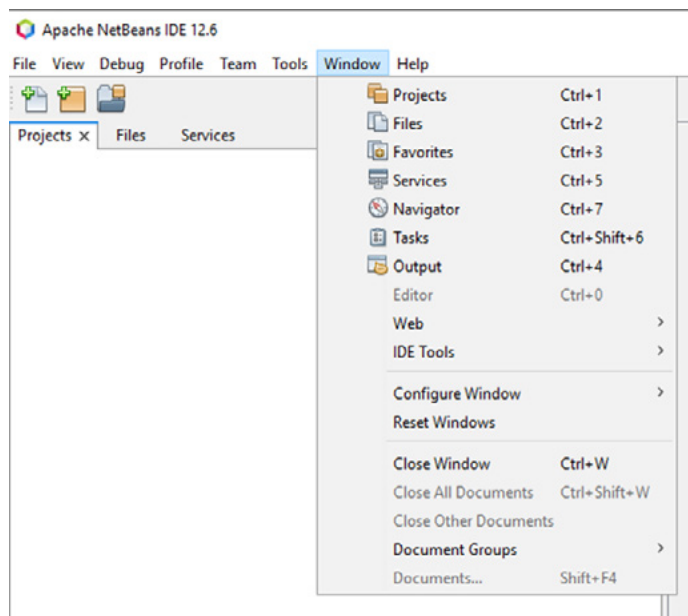 Apache NetBeans IDE 12.6
File View Debug Profile Team Tools Window Help
Projects x Files Services
Projects Ctrl+1
Files Ctrl+2
Favorites Ctrl+3
Services Ctrl+5
Navigator Ctrl+7
Tasks Ctrl+Shift+6
Output Ctrl+4
Editor Ctrl+0
Web
IDE Tools
Configure Window
Reset Windows
Close Window Ctrl+W
Close All Documents Ctrl+Shift+W
Close Other Documents
Document Groups
Documents... Shift+F4